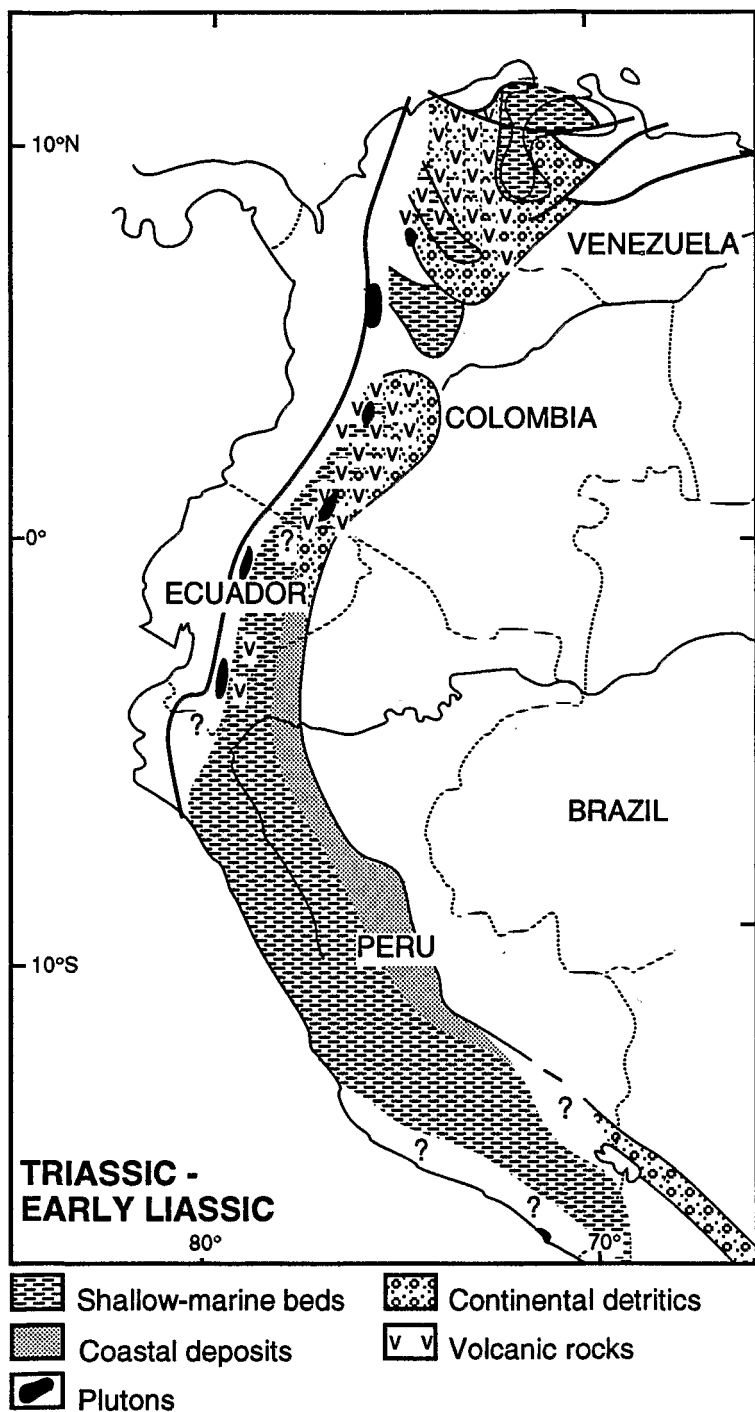 10°N
VENEZUELA
COLOMBIA
0°
?
ECUADOR
?
BRAZIL
PERU
10°S
?
?
TRIASSIC -
EARLY LIASSIC
?
80°
70°
Shallow-marine beds
Continental detritics
Coastal deposits
V V Volcanic rocks
Plutons